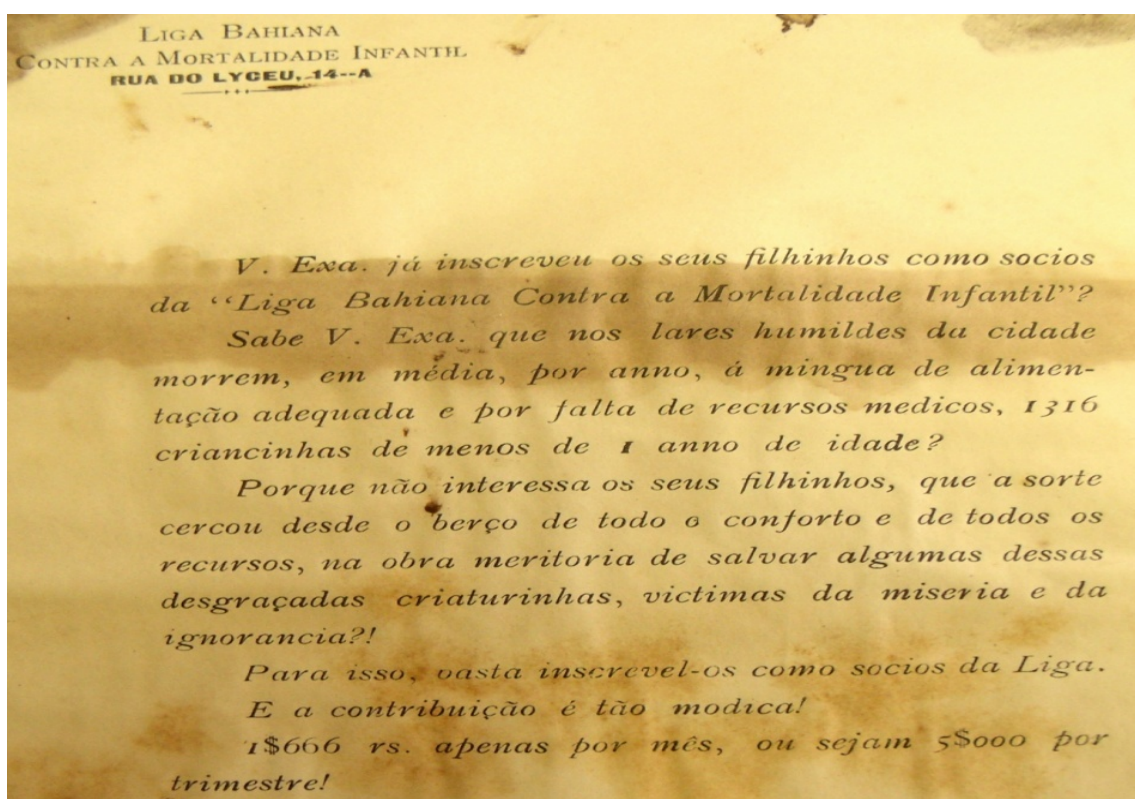 LIGA BAHIANA
CONTRA A MORTALIDADE INFANTIL
RUA DO LYCEU, 14--A
V. Exa. já inscreveu os seus filhinhos como socios
da “Liga Bahiana Contra a Mortalidade Infantil”?
Sabe V. Exa. que nos lares humildes da cidade
morrem, em média, por anno, á mingua de alimen-
tação adequada e por falta de recursos medicos, 1316
criancinhas de menos de 1 anno de idade?
Porque não interessa os seus filhinhos, que a sorte
cercou desde o berço de todo o conforto e de todos os
recursos, na obra meritoria de salvar algumas dessas
desgraçadas criaturinhas, victimas da miseria e da
ignorancia?!
Para isso, basta inscrevel-os como socios da Liga.
E a contribuição é tão modica!
1$666 rs. apenas por mês, ou sejam 5$000 por
trimestre!